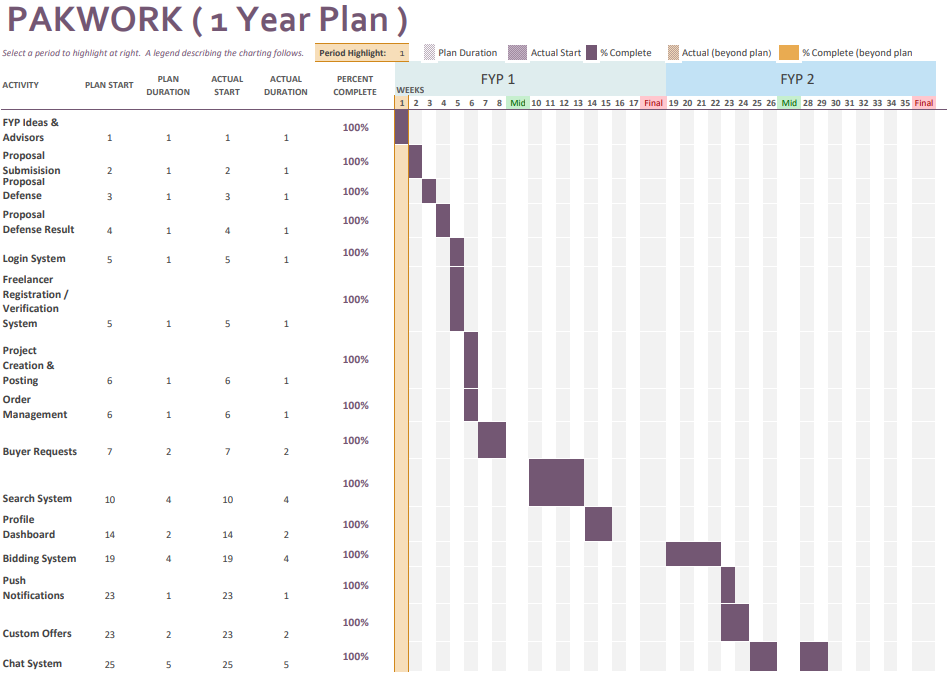 PAKWORK ( 1 Year Plan )
Select a period to highlight at right. A legend describing the charting follows.
Period Highlight: 1
Plan Duration
Actual Start
% Complete
Actual (beyond plan)
% Complete (beyond plan
ACTIVITY PLAN START PLAN DURATION ACTUAL START ACTUAL DURATION PERCENT COMPLETE
FYP 1 FYP 2
WEEKS
1 2 3 4 5 6 7 8 Mid 10 11 12 13 14 15 16 17 Final 19 20 21 22 23 24 25 26 Mid 28 29 30 31 32 33 34 35 Final
FYP Ideas &
Advisors 1 1 1 1 100%
Proposal
Submisision 2 1 2 1 100%
Proposal
Defense 3 1 3 1 100%
Proposal
Defense Result 4 1 4 1 100%
Login System 5 1 5 1 100%
Freelancer
Registration /
Verification
System 5 1 5 1 100%
Project
Creation &
Posting 6 1 6 1 100%
Order
Management 6 1 6 1 100%
Buyer Requests 7 2 7 2 100%
Search System 10 4 10 4 100%
Profile
Dashboard 14 2 14 2 100%
Bidding System 19 4 19 4 100%
Push
Notifications 23 1 23 1 100%
Custom Offers 23 2 23 2 100%
Chat System 25 5 25 5 100%